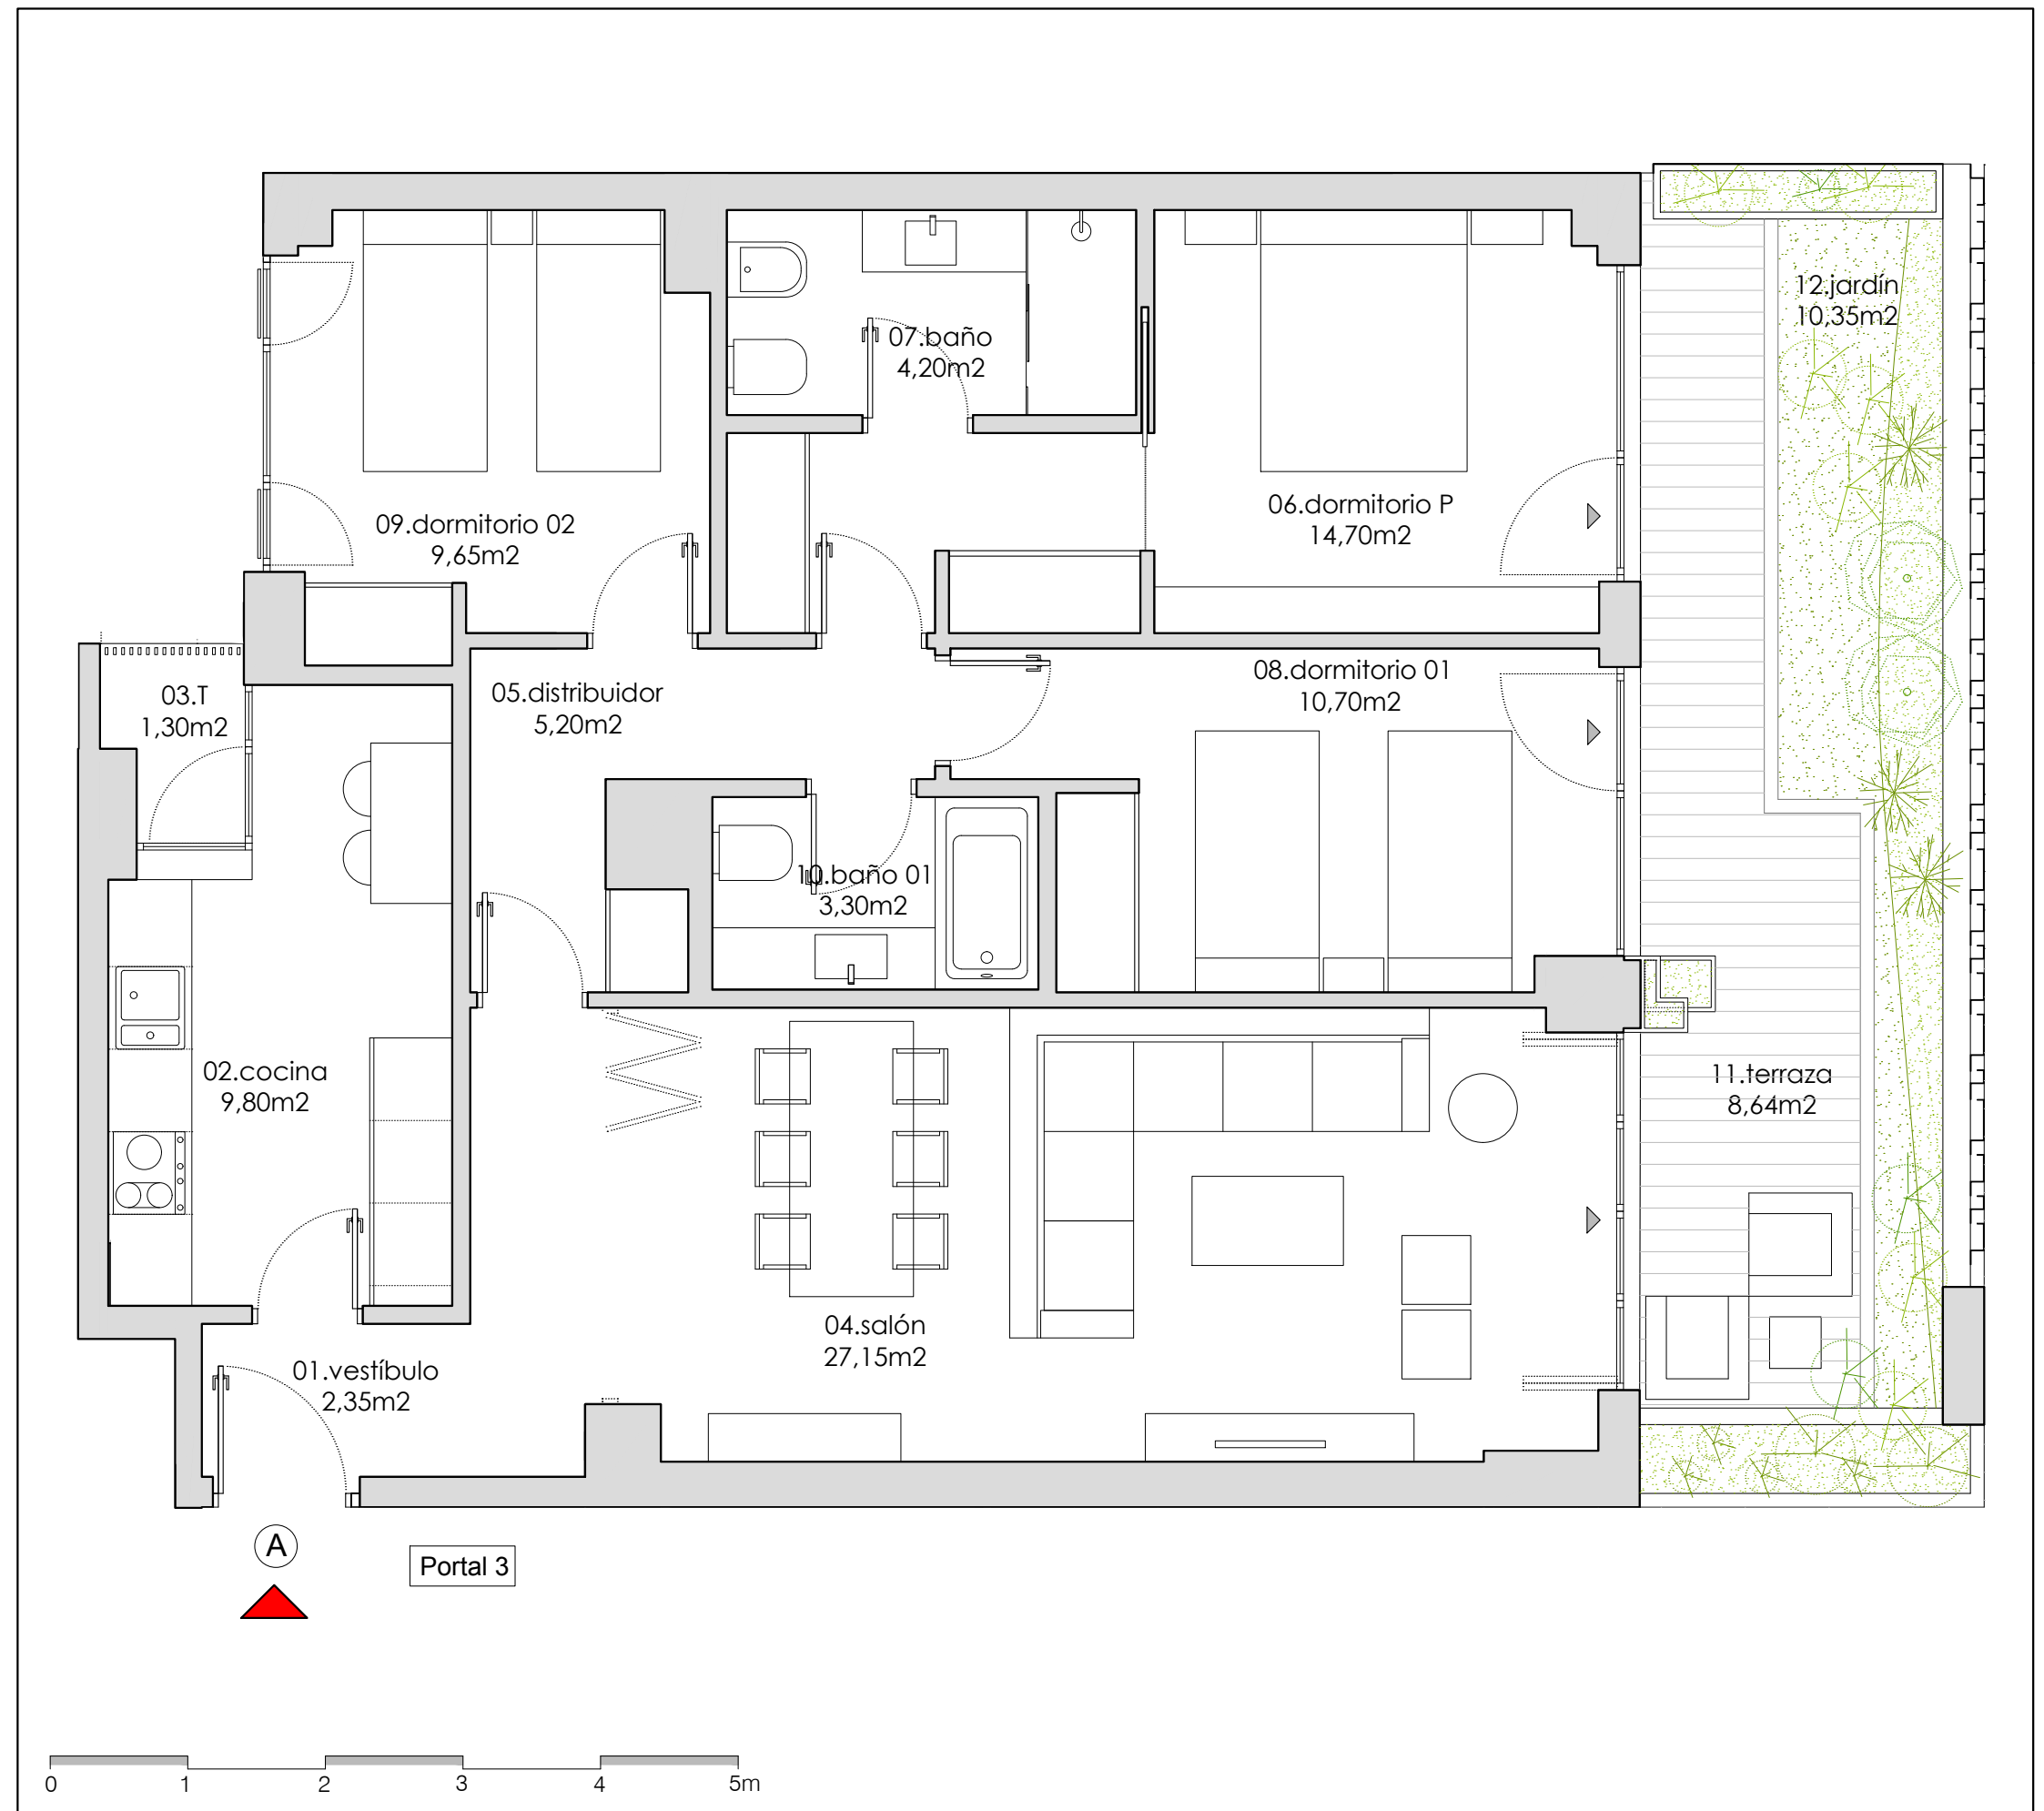 12.jardín
10,35m2
07.baño
4,20m2
06.dormitorio P
14,70m2
09.dormitorio 02
9,65m2
03.T
1,30m2
05.distribuidor
5,20m2
08.dormitorio 01
10,70m2
10.baño 01
3,30m2
02.cocina
9,80m2
11.terraza
8,64m2
04.salón
27,15m2
01.vestíbulo
2,35m2
A
Portal 3
0 1 2 3 4 5m